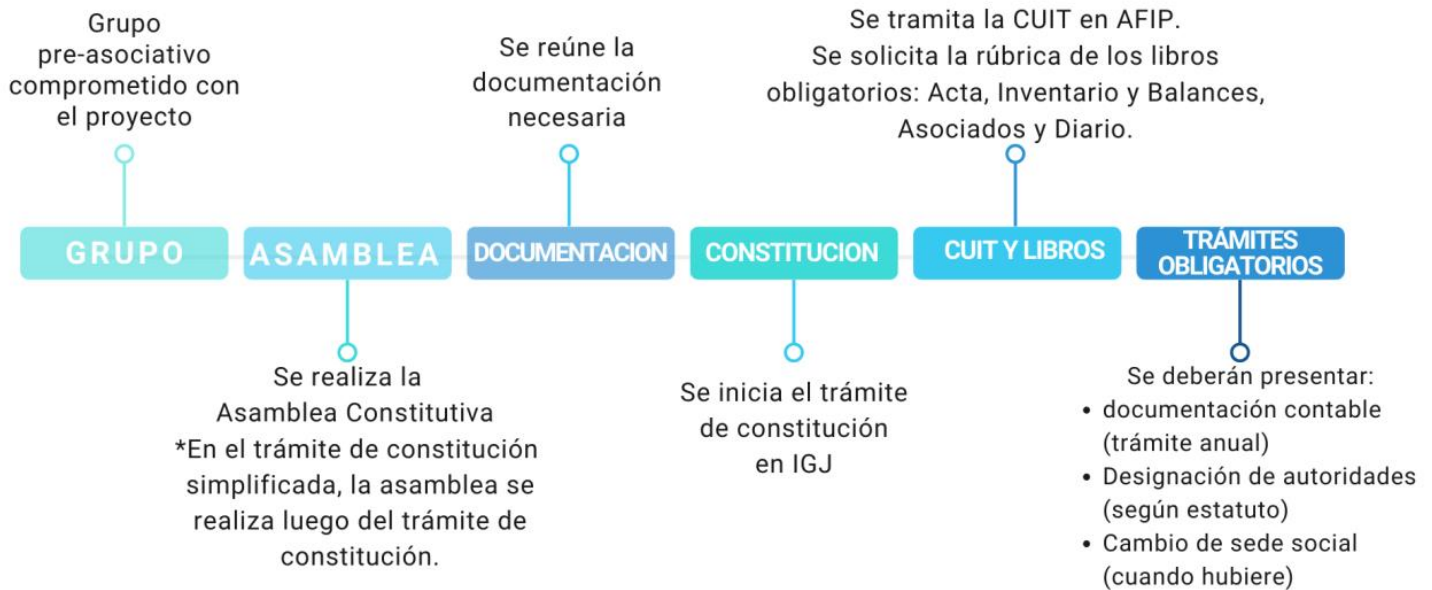 Grupo
pre-asociativo
comprometido con
el proyecto
Se reúne la
documentación
necesaria
Se tramita la CUIT en AFIP.
Se solicita la rúbrica de los libros
obligatorios: Acta, Inventario y Balances,
Asociados y Diario.
GRUPO
ASAMBLEA
DOCUMENTACION
CONSTITUCION
CUIT Y LIBROS
TRÁMITES
OBLIGATORIOS
Se realiza la
Asamblea Constitutiva
*En el trámite de constitución
simplificada, la asamblea se
realiza luego del trámite de
constitución.
Se inicia el trámite
de constitución
en IGJ
Se deberán presentar:
• documentación contable
(trámite anual)
• Designación de autoridades
(según estatuto)
• Cambio de sede social
(cuando hubiere)